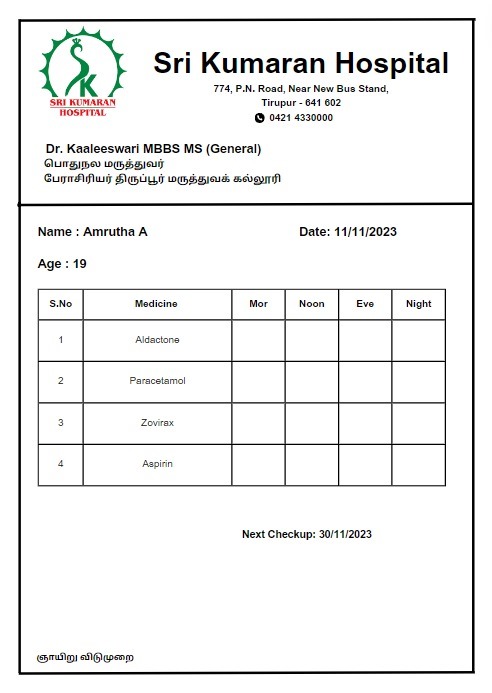 SRI KUMARAN
HOSPITAL
Sri Kumaran Hospital
774, P.N. Road, Near New Bus Stand,
Tirupur - 641 602
0421 4330000
Dr. Kaaleeswari MBBS MS (General)
பொதுநல மருத்துவர்
பேராசிரியர் திருப்பூர் மருத்துவக் கல்லூரி
Name : Amrutha A Date: 11/11/2023
Age : 19
S.No Medicine Mor Noon Eve Night
1 Aldactone
2 Paracetamol
3 Zovirax
4 Aspirin
Next Checkup: 30/11/2023
ஞாயிறு விடுமுறை